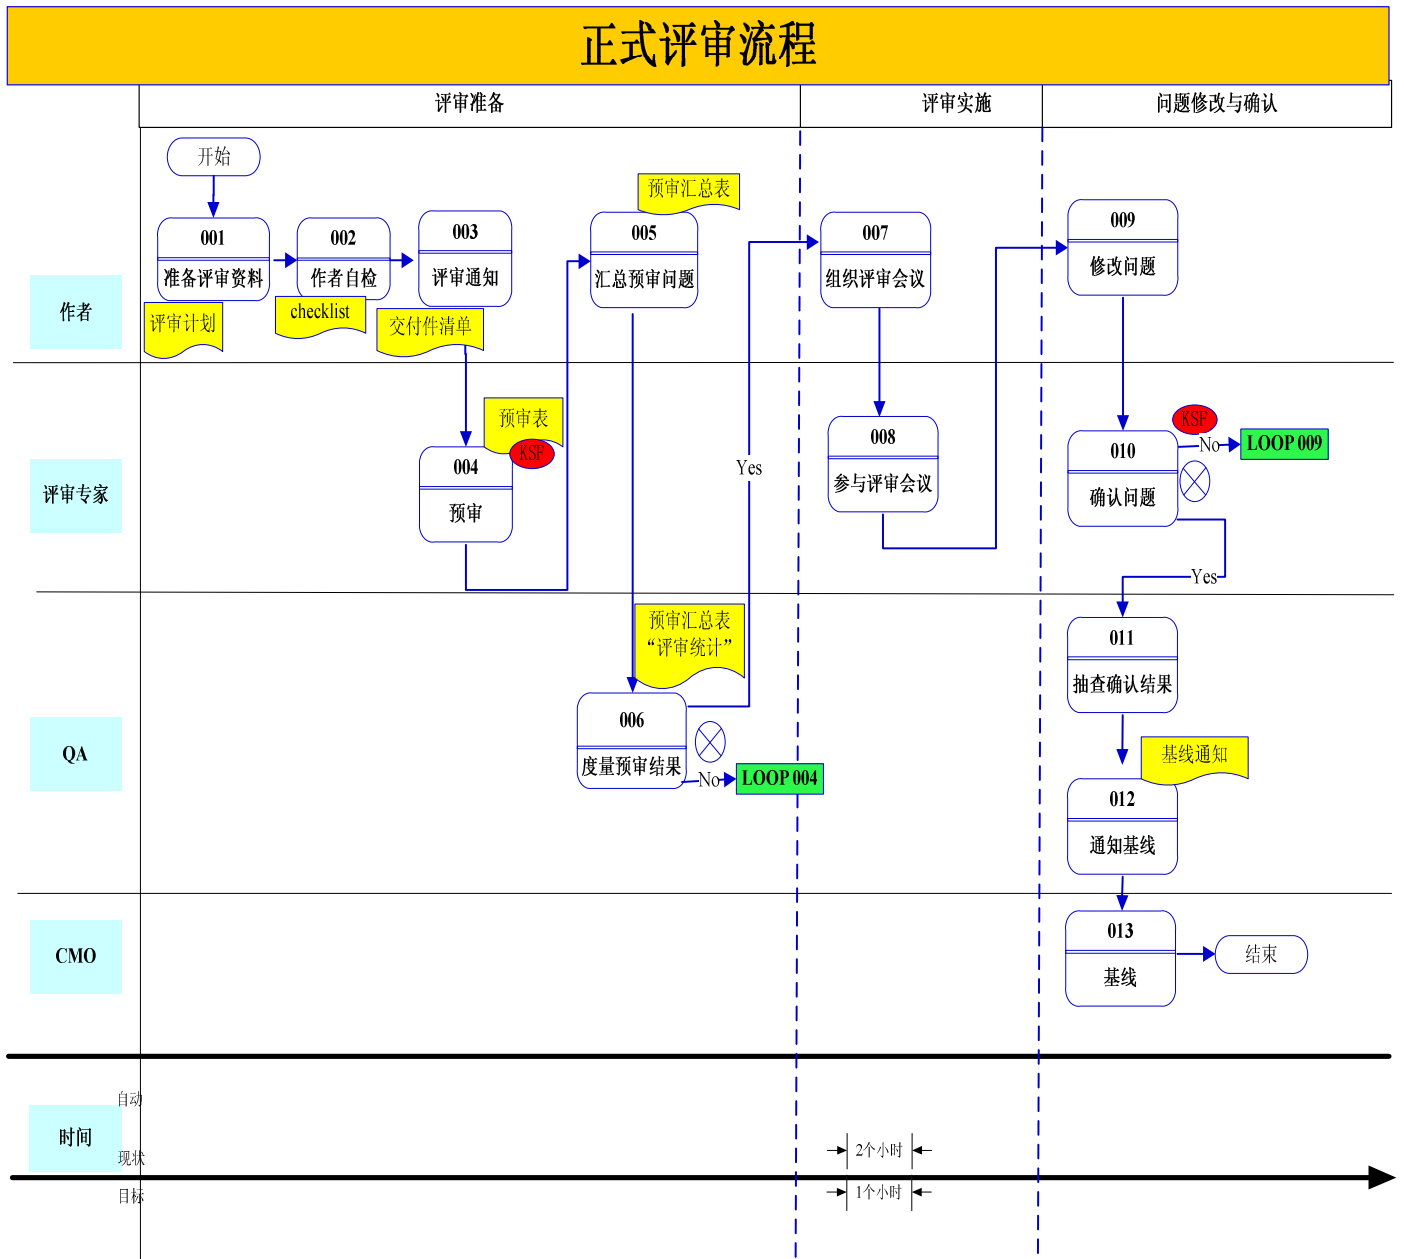 正式评审流程
评审准备
评审实施
问题修改与确认
开始
预审汇总表
001
准备评审资料
002
作者自检
003
评审通知
005
汇总预审问题
007
组织评审会议
009
修改问题
作者
评审计划
checklist
交付件清单
评审专家
预审表
KSF
004
预审
Yes
008
参与评审会议
KSF
010
确认问题
No
LOOP 009
Yes
QA
预审汇总表
“评审统计”
006
度量预审结果
No
LOOP 004
011
抽查确认结果
基线通知
012
通知基线
CMO
013
基线
结束
时间
自动
现状
目标
2个小时
1个小时